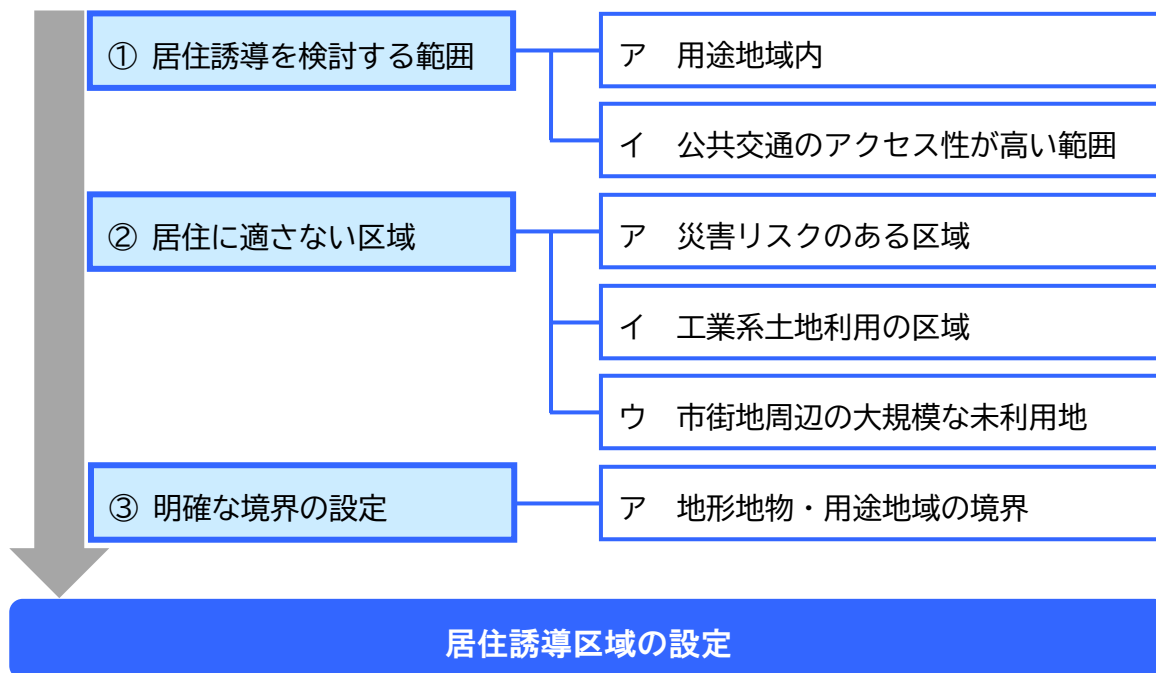 ① 居住誘導を検討する範囲
ア 用途地域内
イ 公共交通のアクセス性が高い範囲
② 居住に適さない区域
ア 災害リスクのある区域
イ 工業系土地利用の区域
ウ 市街地周辺の大規模な未利用地
③ 明確な境界の設定
ア 地形地物・用途地域の境界
居住誘導区域の設定